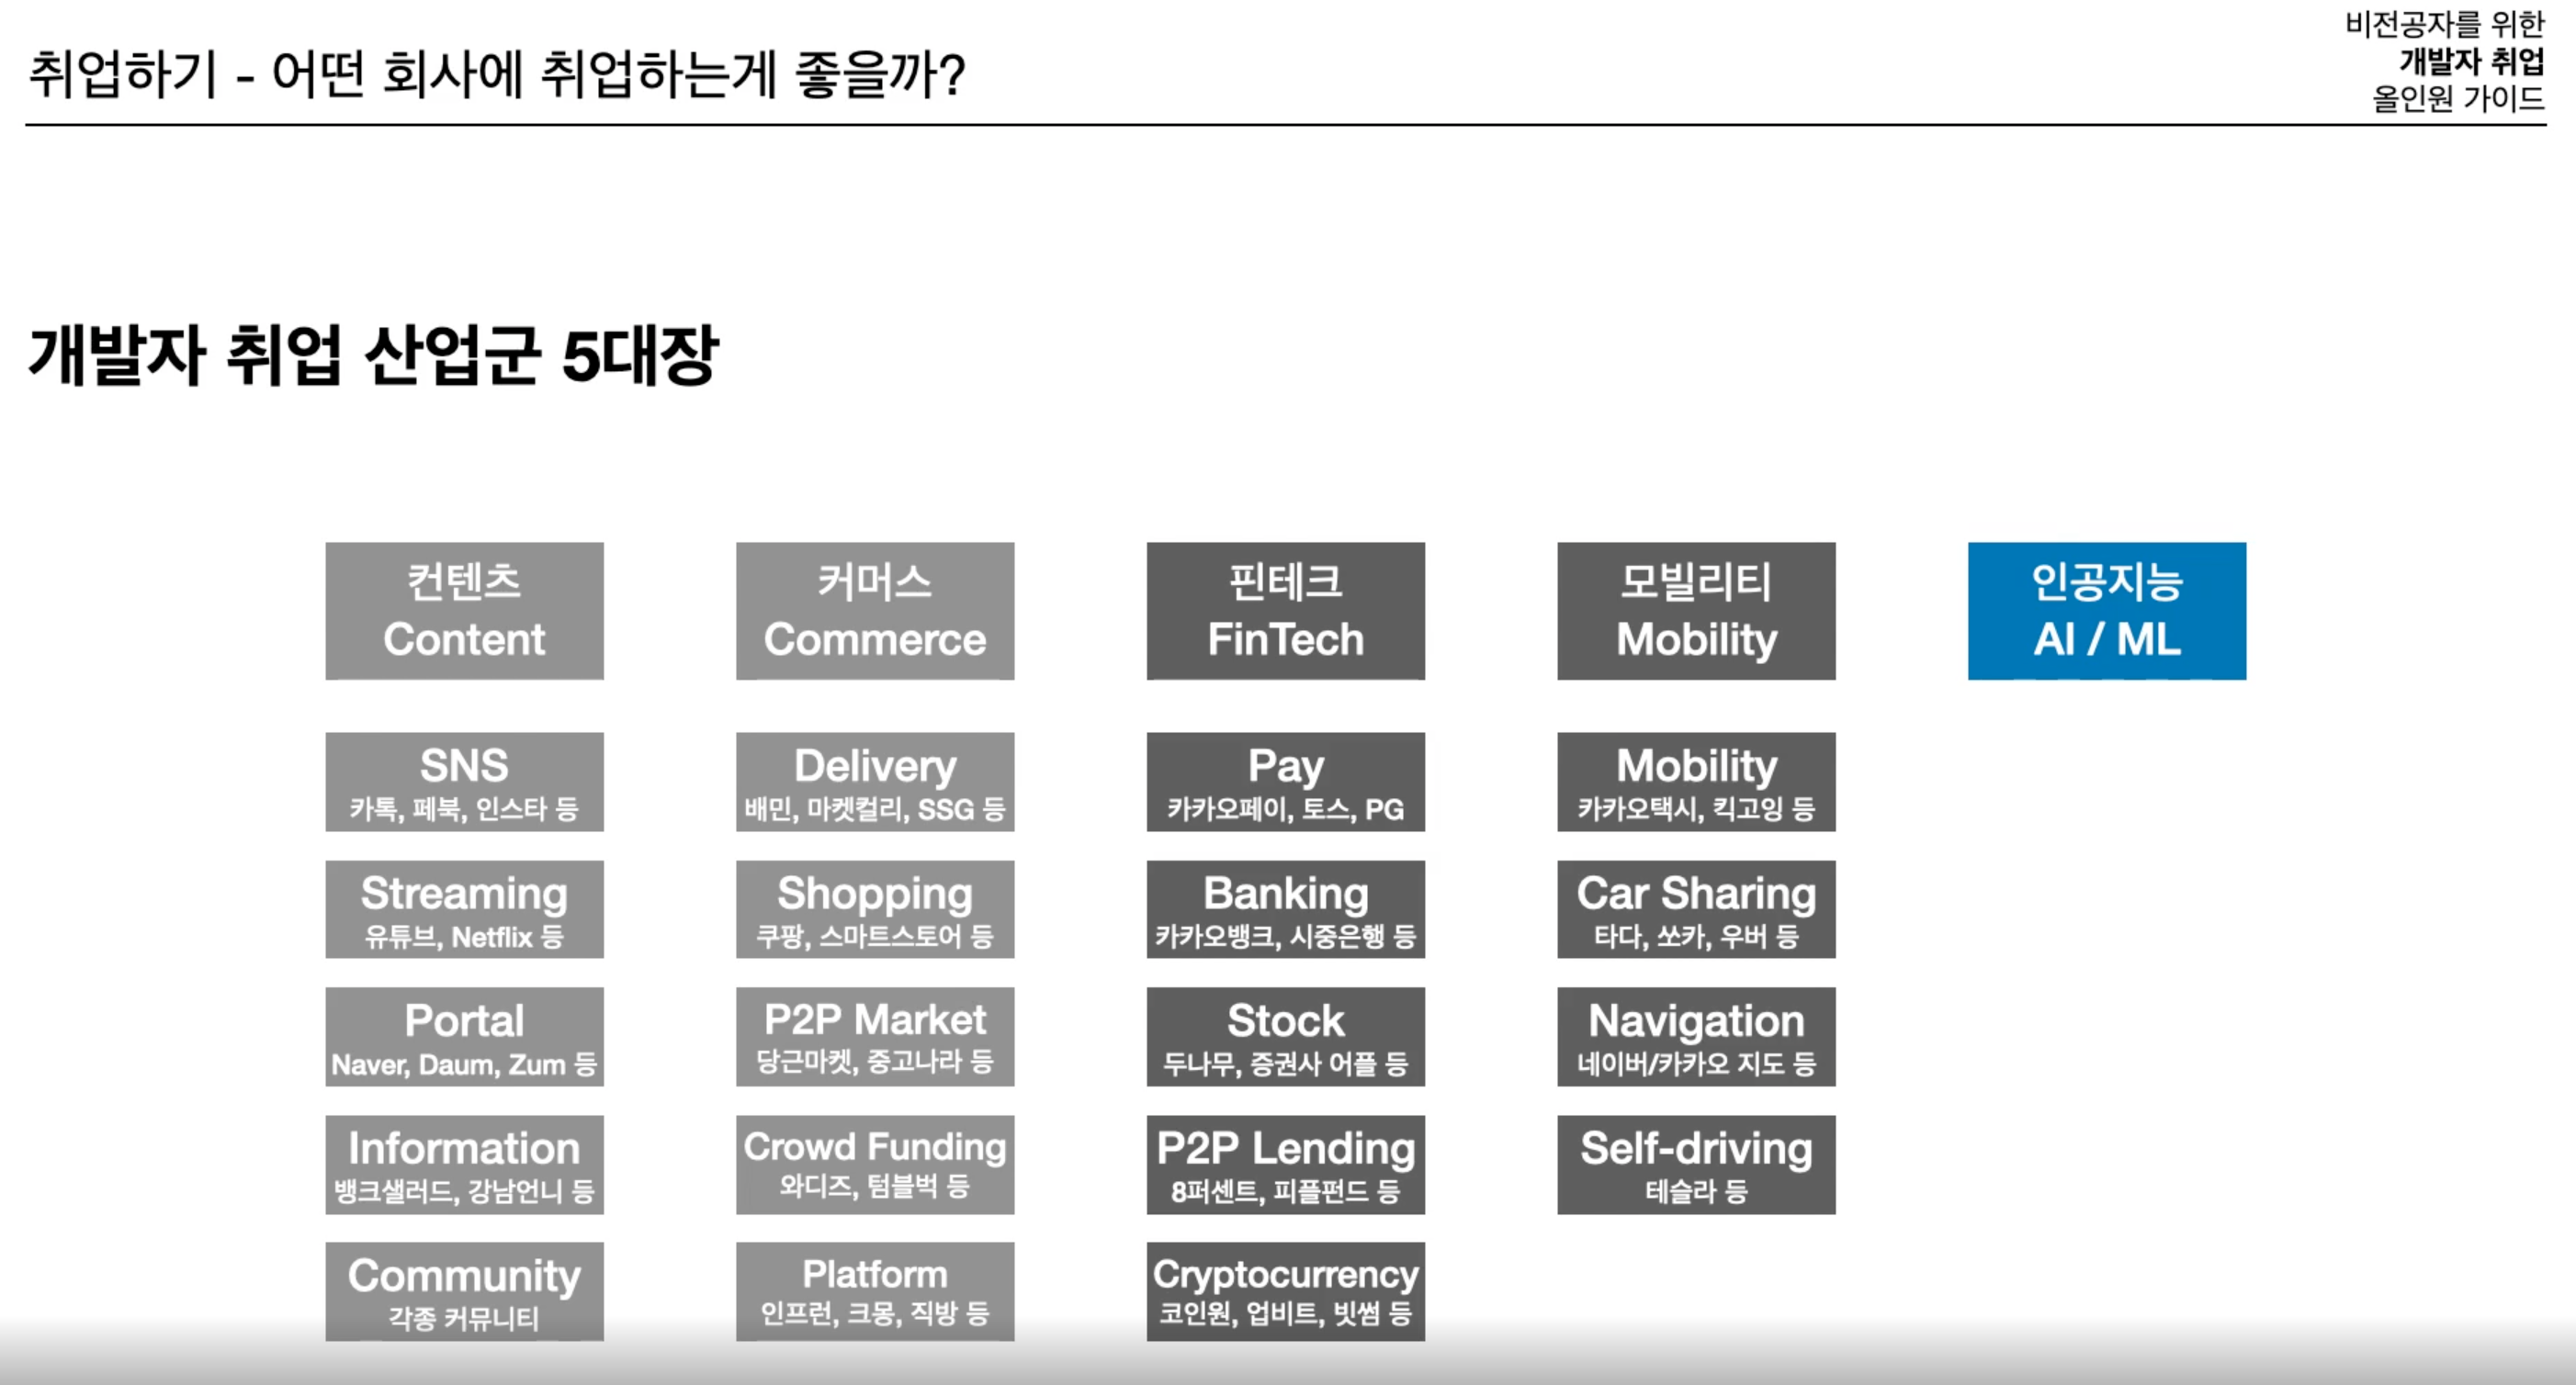 취업하기 - 어떤 회사에 취업하는게 좋을까?
비전공자를 위한
개발자 취업
올인원 가이드
개발자 취업 산업군 5대장
컨텐츠
Content
SNS
카톡, 페북, 인스타 등
Streaming
유튜브, Netflix 등
Portal
Naver, Daum, Zum 등
Information
뱅크샐러드, 강남언니 등
Community
각종 커뮤니티
커머스
Commerce
Delivery
배민, 마켓컬리, SSG 등
Shopping
쿠팡, 스마트스토어 등
P2P Market
당근마켓, 중고나라 등
Crowd Funding
와디즈, 텀블벅 등
Platform
인프런, 크몽, 직방 등
핀테크
FinTech
Pay
카카오페이, 토스, PG
Banking
카카오뱅크, 시중은행 등
Stock
두나무, 증권사 어플 등
P2P Lending
8퍼센트, 피플펀드 등
Cryptocurrency
코인원, 업비트, 빗썸 등
모빌리티
Mobility
Mobility
카카오택시, 킥고잉 등
Car Sharing
타다, 쏘카, 우버 등
Navigation
네이버/카카오 지도 등
Self-driving
테슬라 등
인공지능
AI / ML